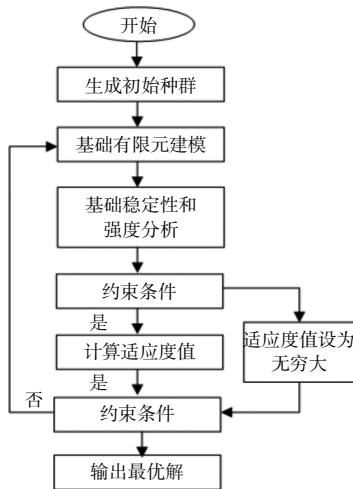 开始
生成初始种群
基础有限元建模
基础稳定性和
强度分析
约束条件
是
计算适应度值
适应度值设为
无穷大
是
否
约束条件
输出最优解